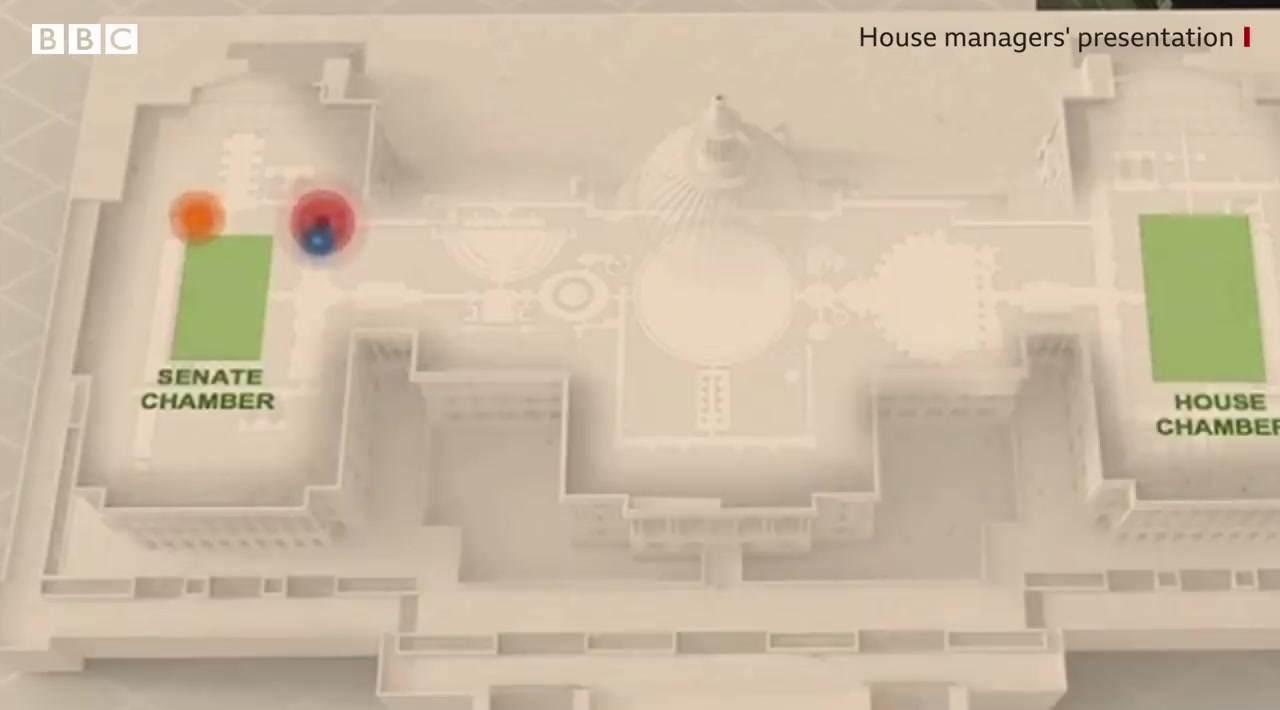 BBC
House managers' presentation
SENATE
CHAMBER
HOUSE
CHAMBER